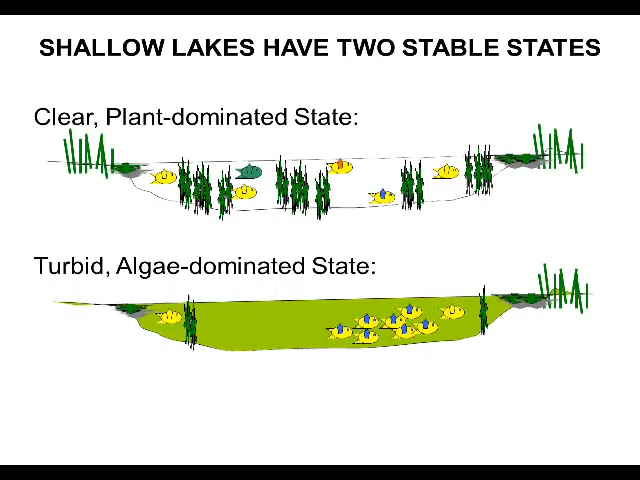 SHALLOW LAKES HAVE TWO STABLE STATES
Clear, Plant-dominated State:
Turbid, Algae-dominated State: